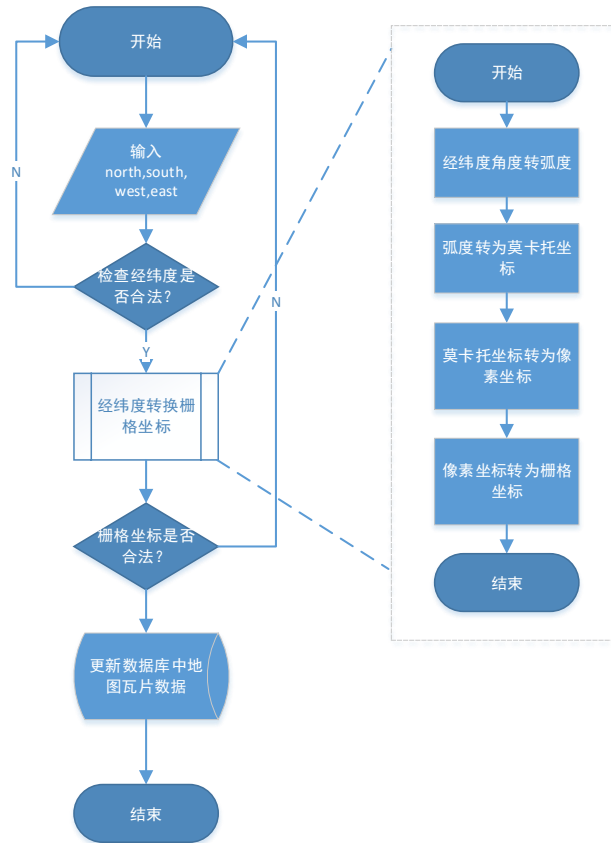 开始
输入
north,south,
west,east
N
检查经纬度是
否合法？
N
Y
经纬度转换栅
格坐标
栅格坐标是否
合法？
更新数据库中地
图瓦片数据
结束
开始
经纬度角度转弧度
弧度转为莫卡托坐
标
莫卡托坐标转为像
素坐标
像素坐标转为栅格
坐标
结束